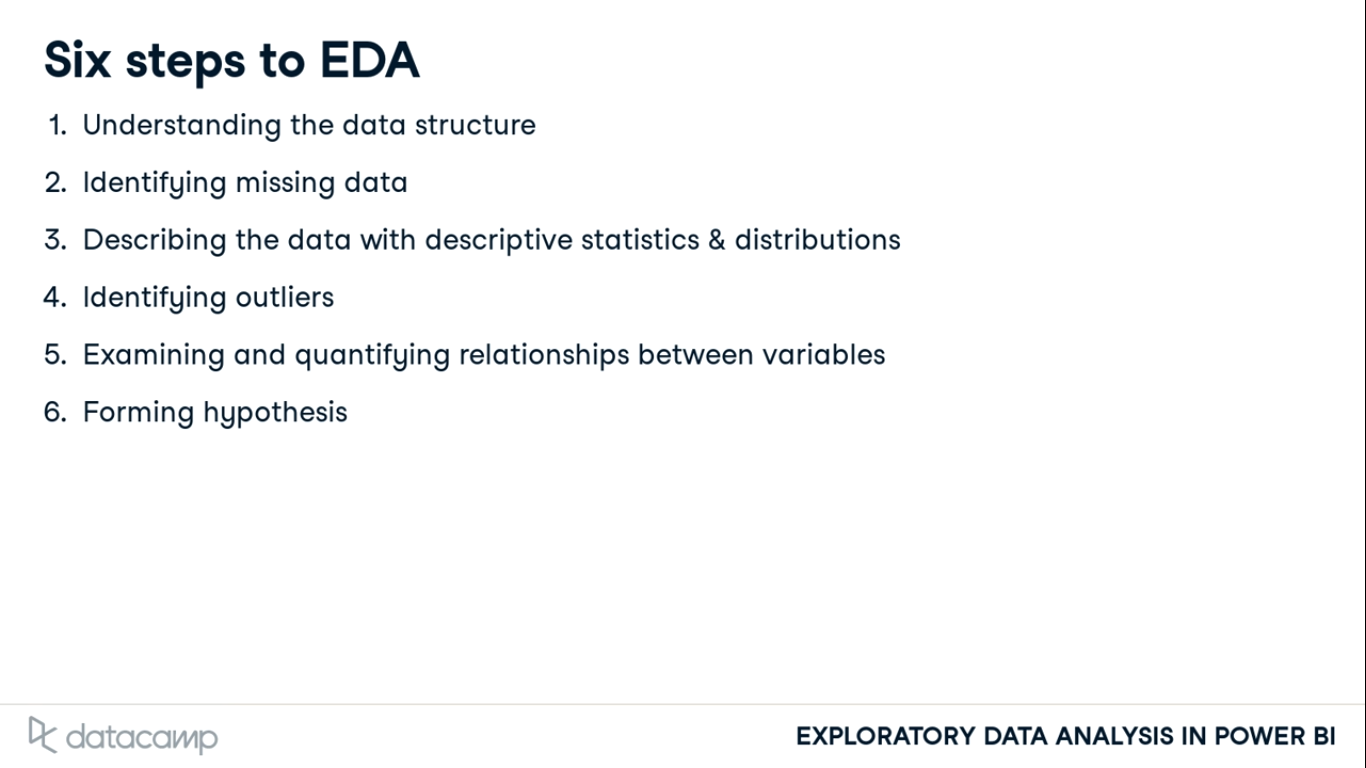 Six steps to EDA
1. Understanding the data structure
2. Identifying missing data
3. Describing the data with descriptive statistics & distributions
4. Identifying outliers
5. Examining and quantifying relationships between variables
6. Forming hypothesis
datacamp
EXPLORATORY DATA ANALYSIS IN POWER BI